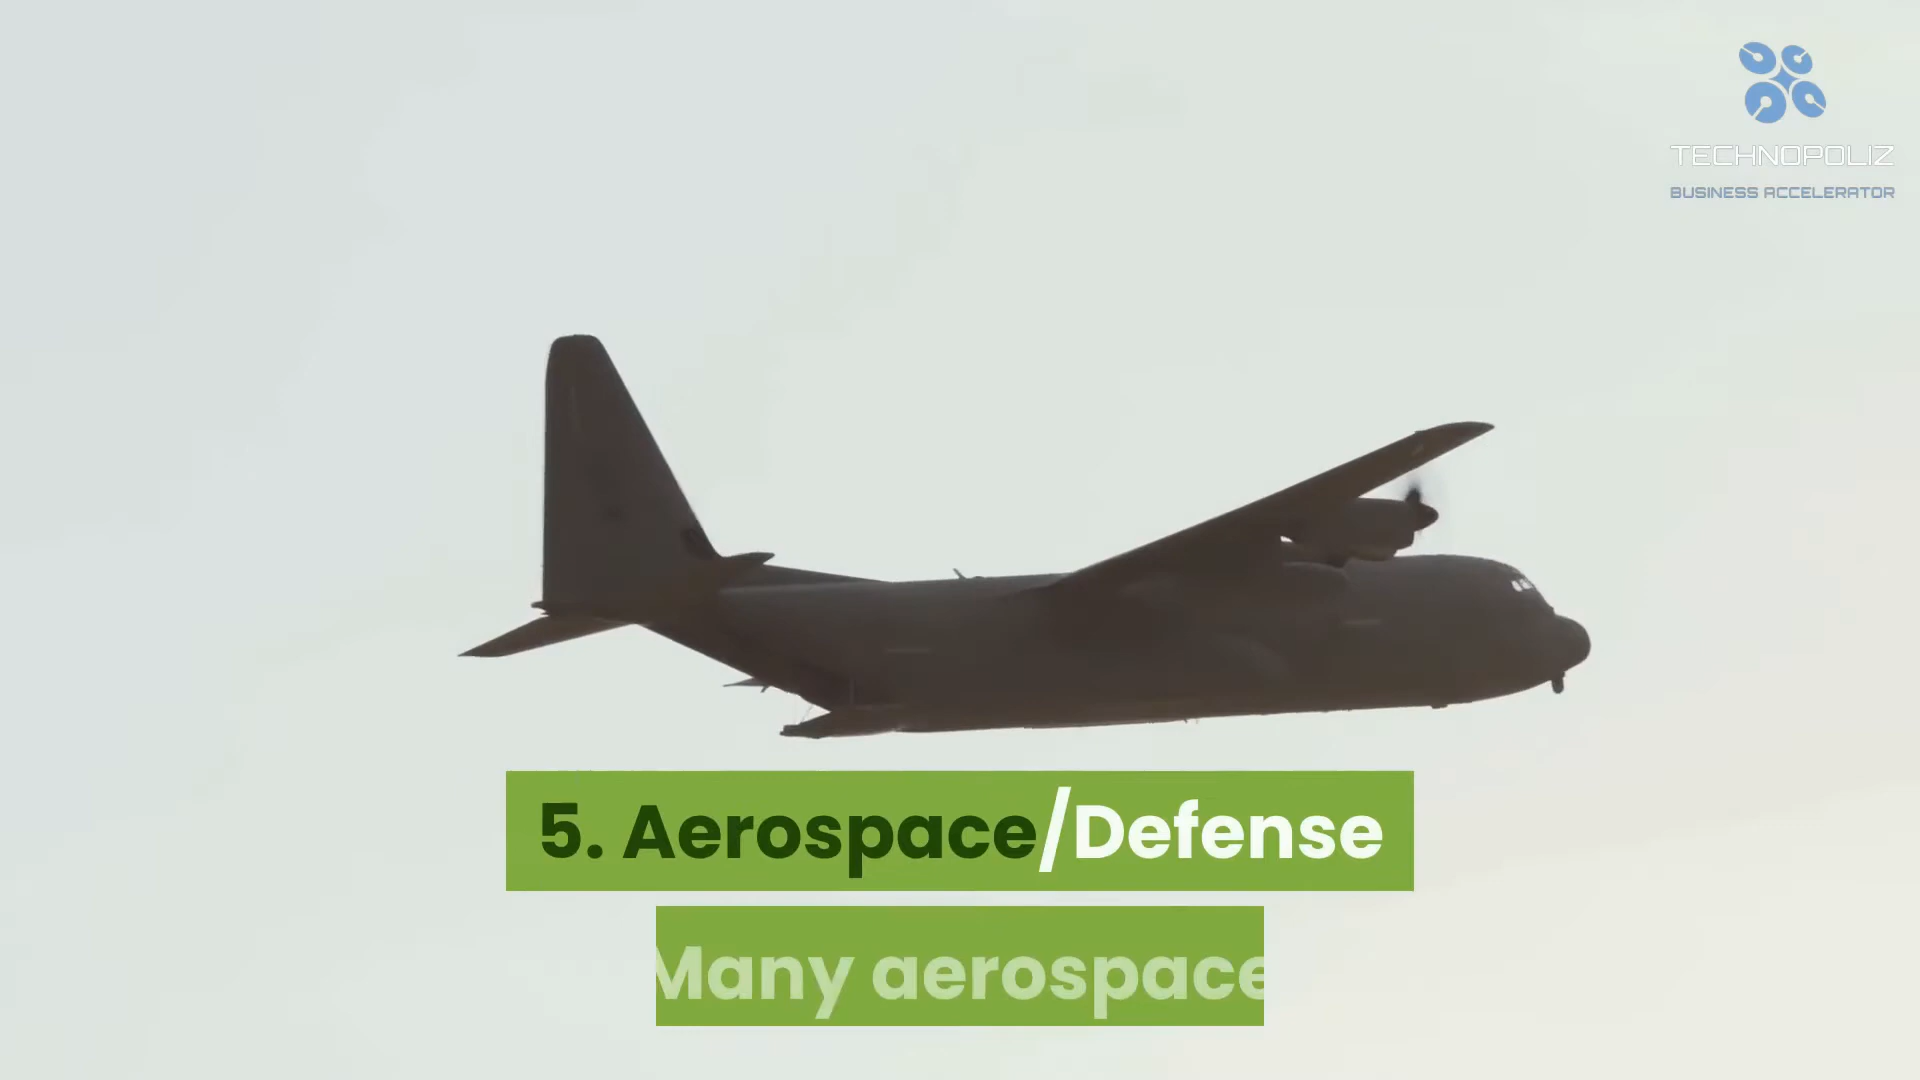 TECHNOPOLIZ
BUSINESS ACCELERATOR
5. Aerospace/Defense
Many aerospace